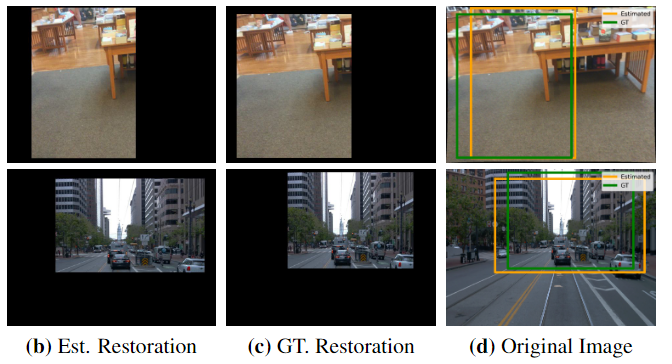 Estimated
GT
Estimated
GT
(b) Est. Restoration
(c) GT. Restoration
(d) Original Image